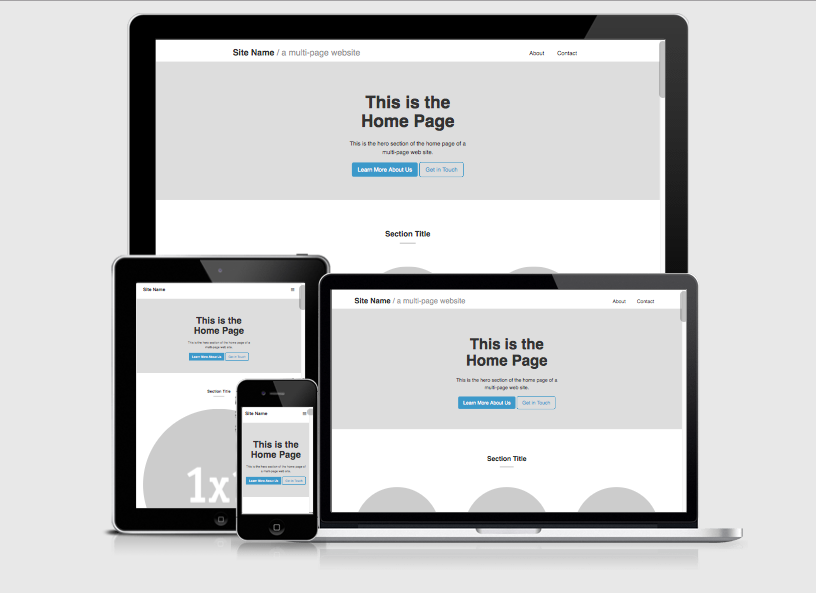 Site Name / a multi-page website
About
Contact
This is the
Home Page
This is the hero section of the home page of a
multi-page web site.
Learn More About Us
Get in Touch
Section Title
Site Name
This is the
Home Page
This is the hero section of the home page of a
multi-page web site.
Learn More About Us
Get in Touch
Section Title
1x
Site Name
This is the
Home Page
This is the hero section of the home page of
a multi-page web site.
Learn More About Us
Get in Touch
Site Name / a multi-page website
About
Contact
This is the
Home Page
This is the hero section of the home page of a
multi-page web site.
Learn More About Us
Get in Touch
Section Title